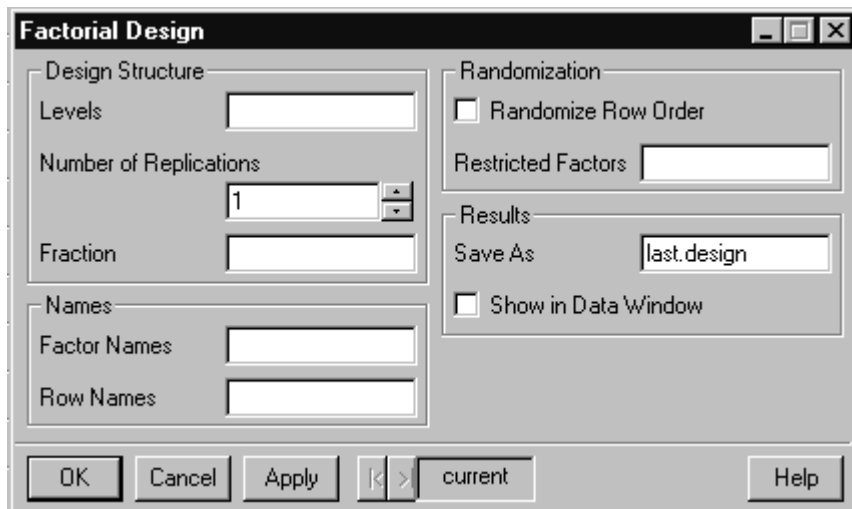 Factorial Design
Design Structure
Levels
Number of Replications
1
Fraction
Names
Factor Names
Row Names
Randomization
Randomize Row Order
Restricted Factors
Results
Save As last.design
Show in Data Window
OK Cancel Apply |< >| current Help